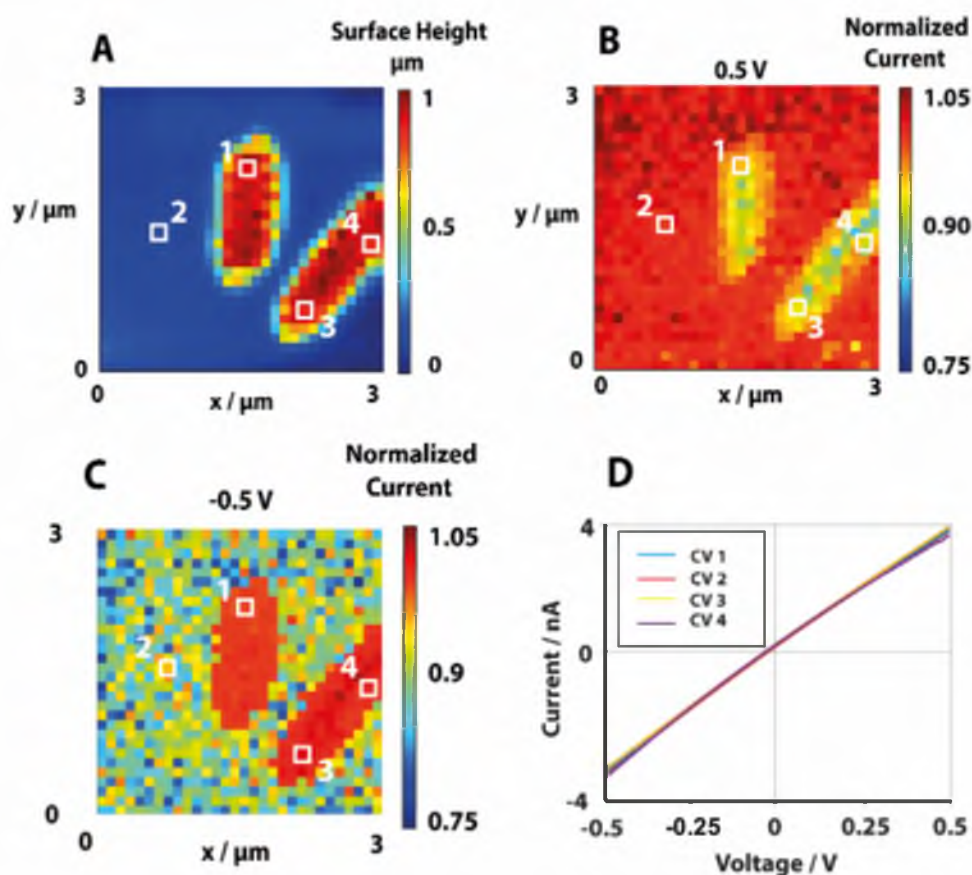 A
Surface Height
μm
3
1
1
2
y / μm
4
0.5
3
0
0
0
3
x / μm
B
Normalized
Current
0.5 V
3
1.05
1
2
y / μm
4
0.90
3
0
0.75
0
3
x / μm
C
Normalized
Current
-0.5 V
3
1.05
1
2
4
0.9
3
0
0.75
0
3
x / μm
D
4
CV 1
CV 2
CV 3
CV 4
Current / nA
0
-4
-0.5 -0.25 0 0.25 0.5
Voltage / V